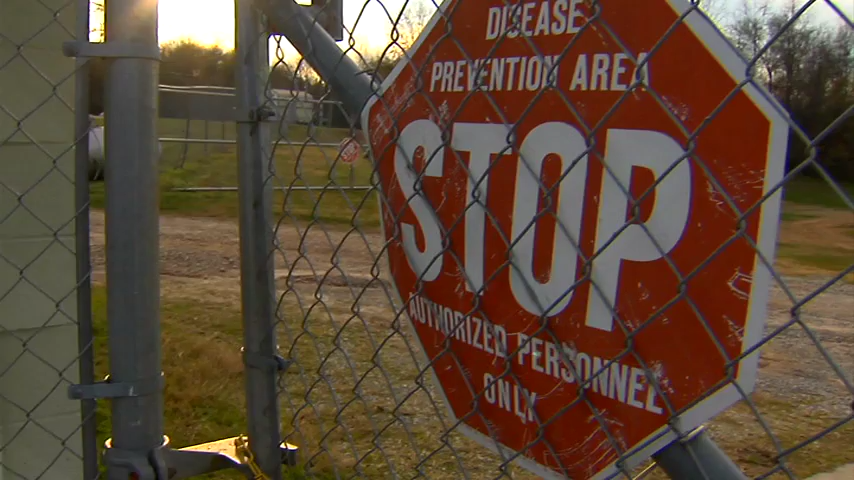 DISEASE
PREVENTION AREA
STOP
AUTHORIZED PERSONNEL
ONLY